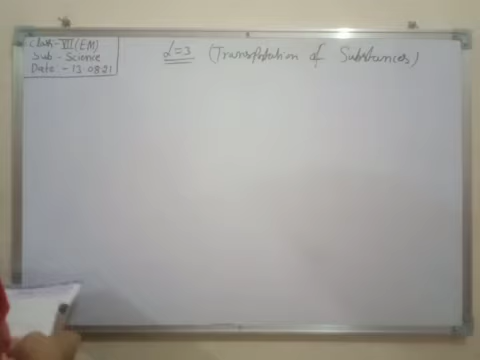 Class - VII (EM)
Sub - Science
Date: - 13.08.21
L=3 (Transportation of Substances)